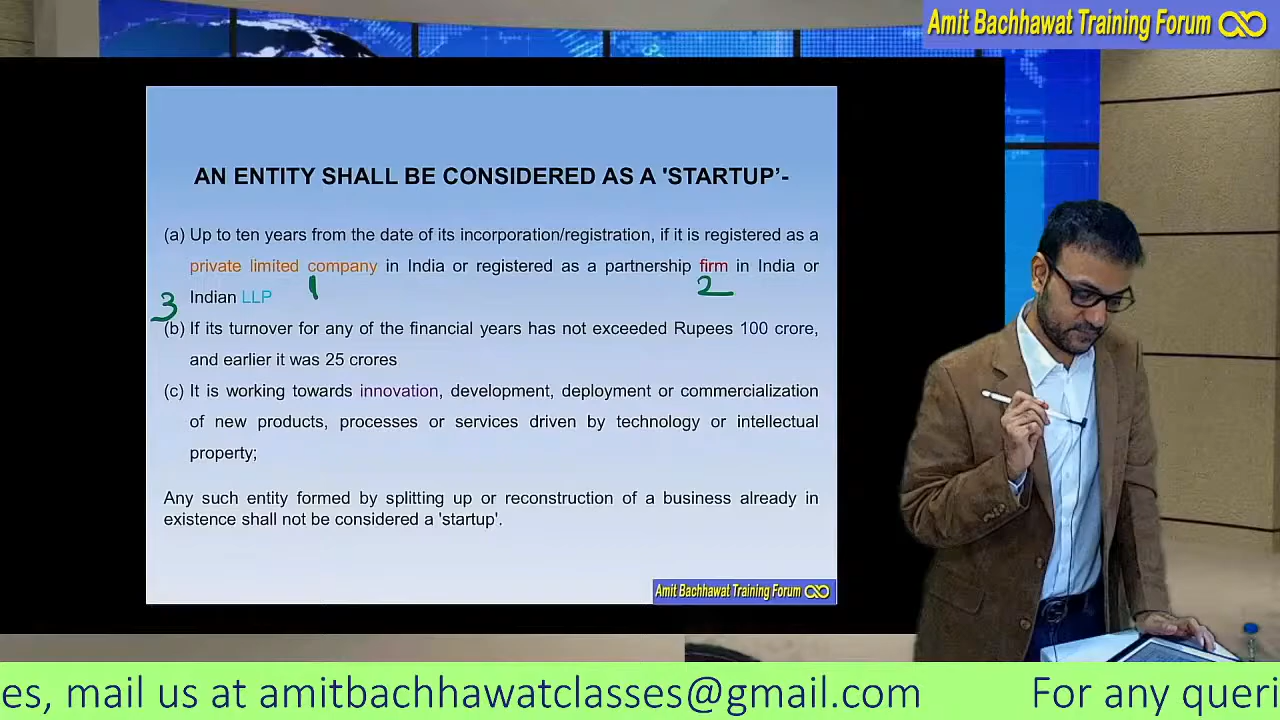 Amit Bachhawat Training Forum
AN ENTITY SHALL BE CONSIDERED AS A 'STARTUP’-
(a) Up to ten years from the date of its incorporation/registration, if it is registered as a
private limited company in India or registered as a partnership firm in India or
1
2
Indian LLP
3
(b) If its turnover for any of the financial years has not exceeded Rupees 100 crore,
and earlier it was 25 crores
(c) It is working towards innovation, development, deployment or commercialization
of new products, processes or services driven by technology or intellectual
property;
Any such entity formed by splitting up or reconstruction of a business already in
existence shall not be considered a 'startup'.
Amit Bachhawat Training Forum
es, mail us at amitbachhawatclasses@gmail.com For any queri